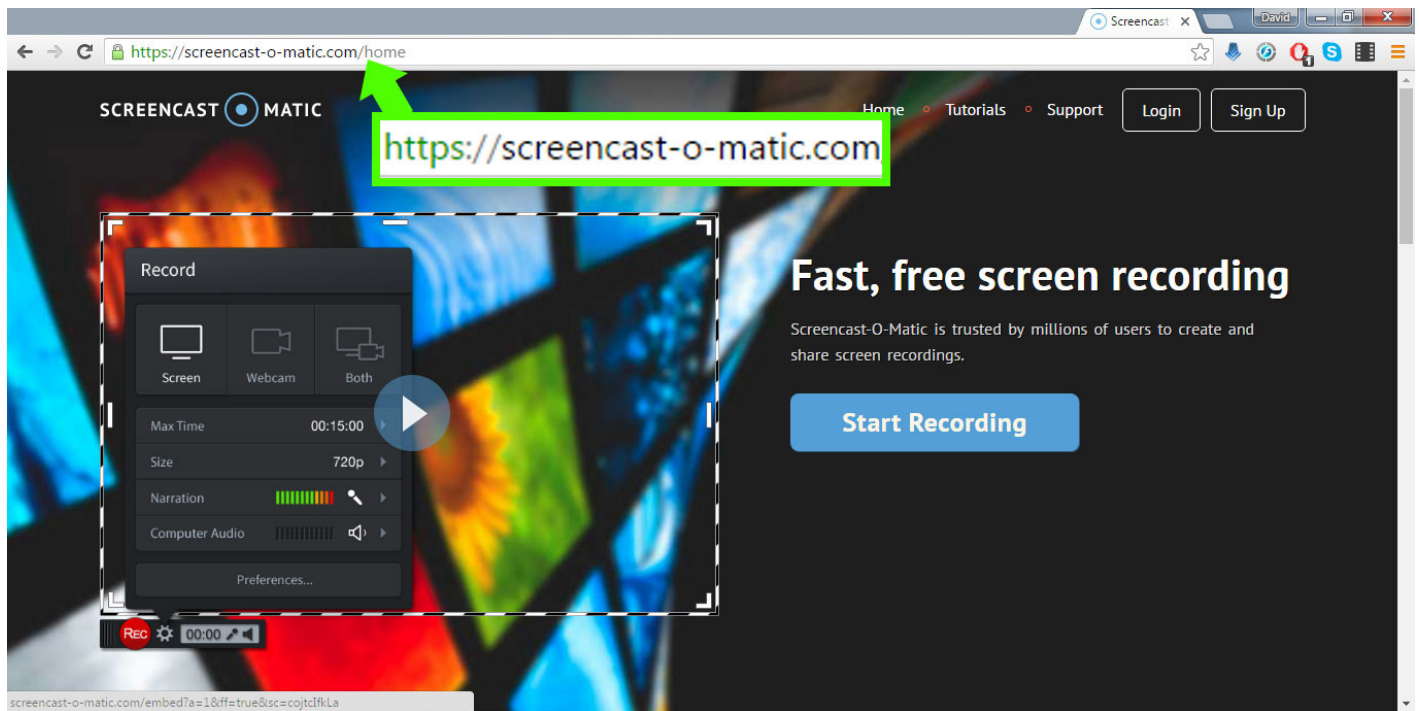 Screencast
David
https://screencast-o-matic.com/home
1
SCREENCAST MATIC
Home Tutorials Support Login Sign Up
https://screencast-o-matic.com/
Record
Screen Webcam Both
Max Time 00:15:00
Size 720p
Narration
Computer Audio
Preferences...
REC 00:00
Fast, free screen recording
Screencast-O-Matic is trusted by millions of users to create and
share screen recordings.
Start Recording
screencast-o-matic.com/embed?a=1&ff=true&sc=cojtcIfkLa